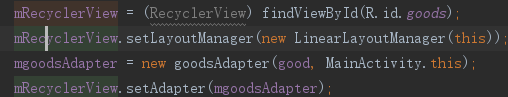 mRecyclerView = (RecyclerView) findViewById(R.id.goods);
mRecyclerView.setLayoutManager(new LinearLayoutManager(this));
mgoodsAdapter = new goodsAdapter(good, MainActivity.this);
mRecyclerView.setAdapter(mgoodsAdapter);